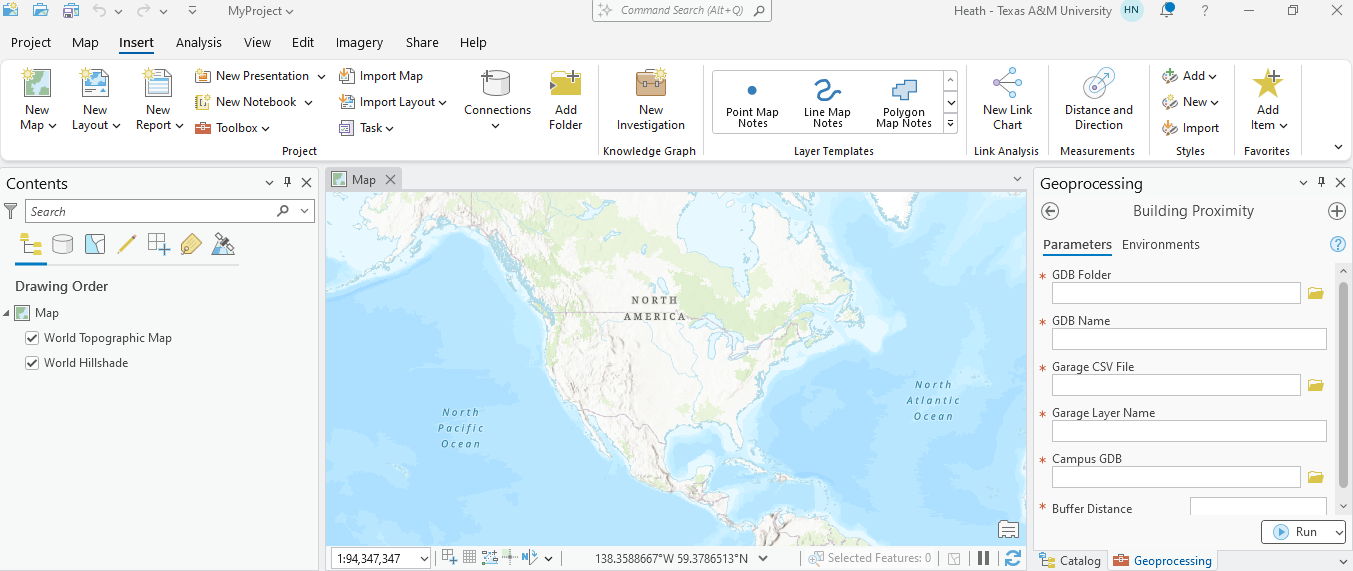 MyProject
Command Search (Alt+Q)
Heath - Texas A&M University HN ?
Project Map Insert Analysis View Edit Imagery Share Help
New Map
New Layout
New Report
New Presentation
New Notebook
Toolbox
Import Map
Import Layout
Task
Connections
Add Folder
Project
New Investigation
Knowledge Graph
Point Map Notes
Line Map Notes
Polygon Map Notes
Layer Templates
New Link Chart
Link Analysis
Distance and Direction
Measurements
Add
New
Import
Styles
Add Item
Favorites
Contents
Search
Drawing Order
Map
World Topographic Map
World Hillshade
Map
NORTH
AMERICA
North
Pacific
Ocean
North
Atlantic
Ocean
1:94,347,347
N
138.3588667°W 59.3786513°N
Selected Features: 0
Geoprocessing
Building Proximity
Parameters Environments ?
* GDB Folder
* GDB Name
* Garage CSV File
* Garage Layer Name
* Campus GDB
* Buffer Distance
Run
Catalog Geoprocessing